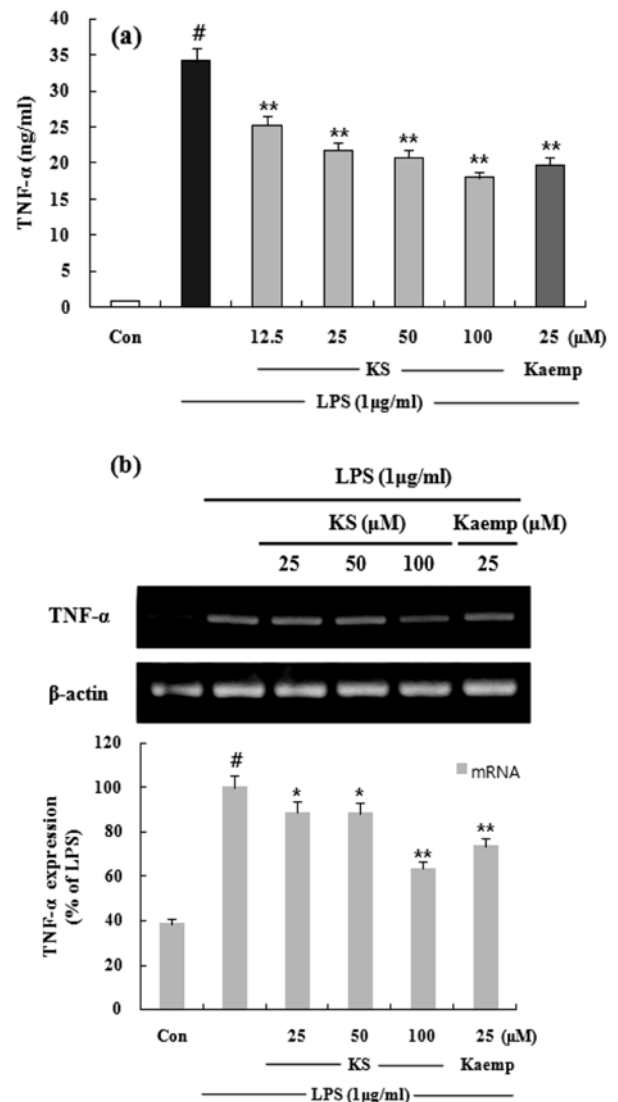 (a)
TNF-α (ng/ml)
40
35
30
25
20
15
10
5
0
#
**
**
**
**
**
Con 12.5 25 50 100 25 (μM)
KS Kaemp
LPS (1μg/ml)
(b)
LPS (1μg/ml)
KS (μM) Kaemp (μM)
25 50 100 25
TNF-α
β-actin
TNF-α expression
(% of LPS)
120
100
80
60
40
20
0
#
*
*
**
**
mRNA
Con 25 50 100 25 (μM)
KS Kaemp
LPS (1μg/ml)